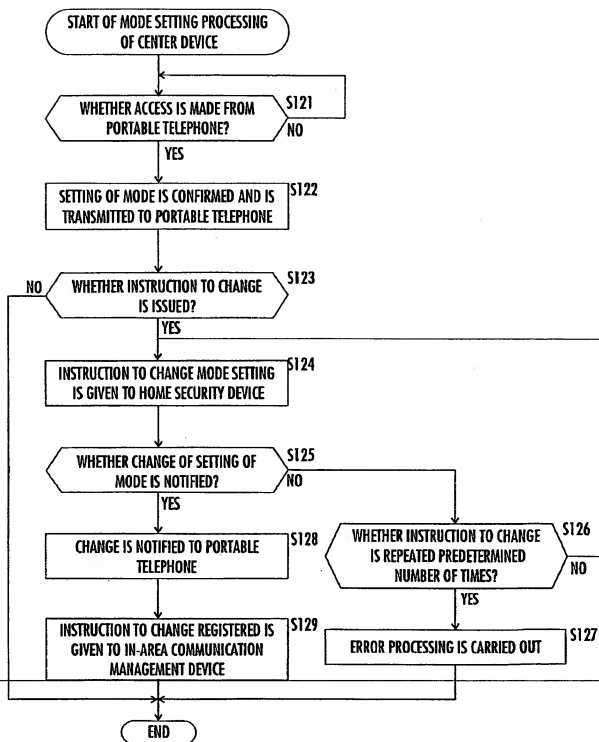 START OF MODE SETTING PROCESSING
OF CENTER DEVICE
WHETHER ACCESS IS MADE FROM
PORTABLE TELEPHONE?
S121
NO
YES
SETTING OF MODE IS CONFIRMED AND IS
TRANSMITTED TO PORTABLE TELEPHONE
S122
NO
WHETHER INSTRUCTION TO CHANGE
IS ISSUED?
S123
YES
INSTRUCTION TO CHANGE MODE SETTING
IS GIVEN TO HOME SECURITY DEVICE
S124
WHETHER CHANGE OF SETTING OF
MODE IS NOTIFIED?
S125
NO
YES
CHANGE IS NOTIFIED TO PORTABLE
TELEPHONE
S128
WHETHER INSTRUCTION TO CHANGE
IS REPEATED PREDETERMINED
NUMBER OF TIMES?
S126
NO
YES
INSTRUCTION TO CHANGE REGISTERED IS
GIVEN TO IN-AREA COMMUNICATION
MANAGEMENT DEVICE
S129
ERROR PROCESSING IS CARRIED OUT
S127
END